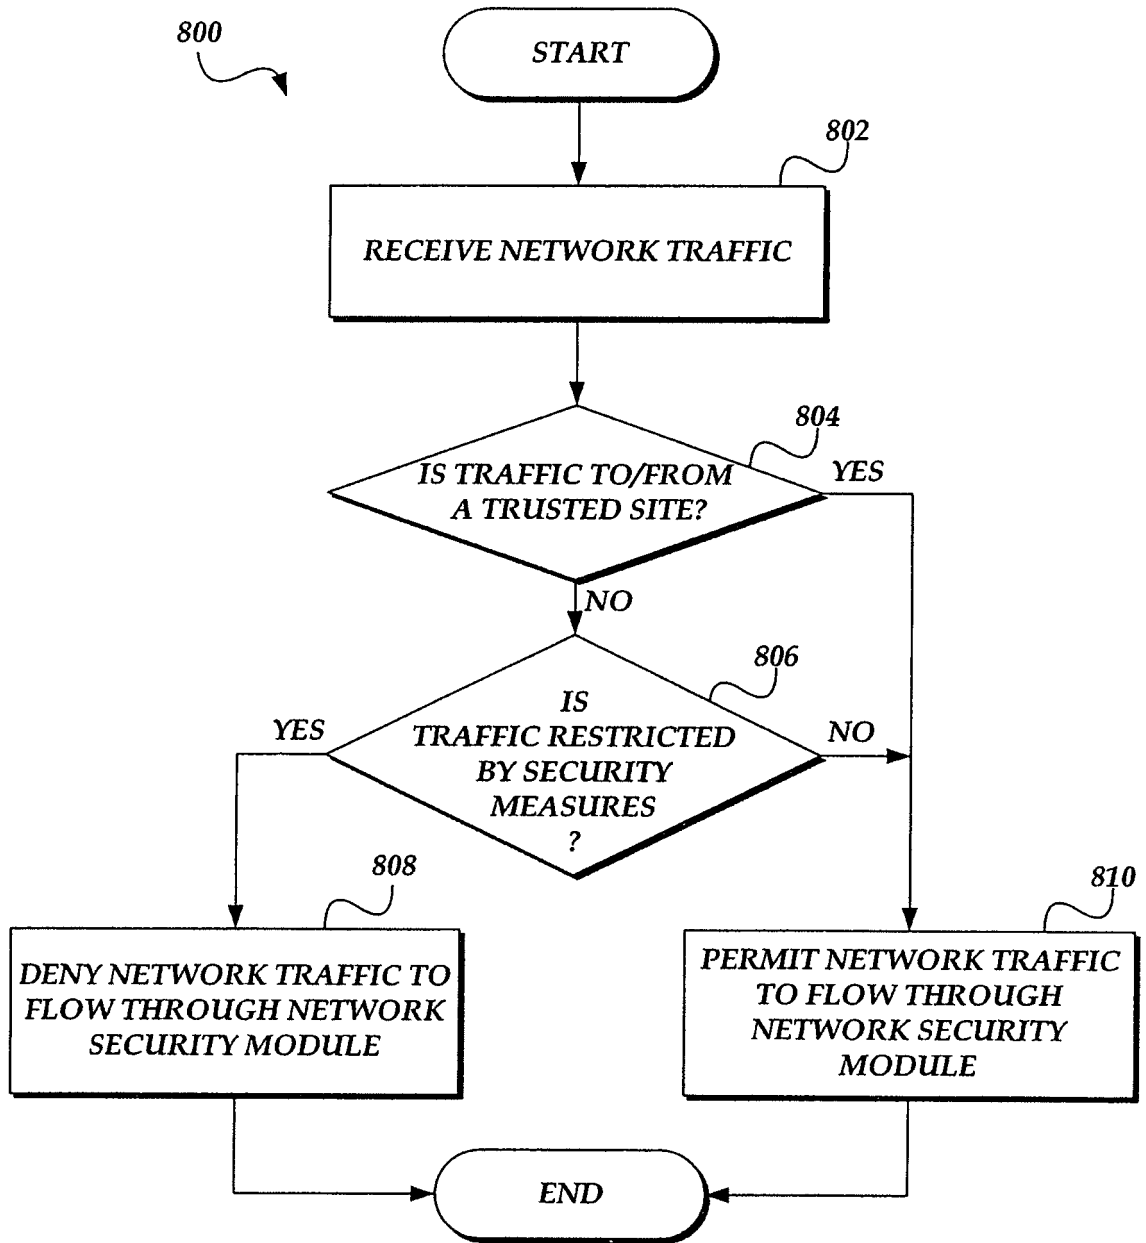 800
START
802
RECEIVE NETWORK TRAFFIC
804
IS TRAFFIC TO/FROM
A TRUSTED SITE?
YES
NO
806
IS
TRAFFIC RESTRICTED
BY SECURITY
MEASURES
?
YES
NO
808
DENY NETWORK TRAFFIC TO
FLOW THROUGH NETWORK
SECURITY MODULE
810
PERMIT NETWORK TRAFFIC
TO FLOW THROUGH
NETWORK SECURITY
MODULE
END